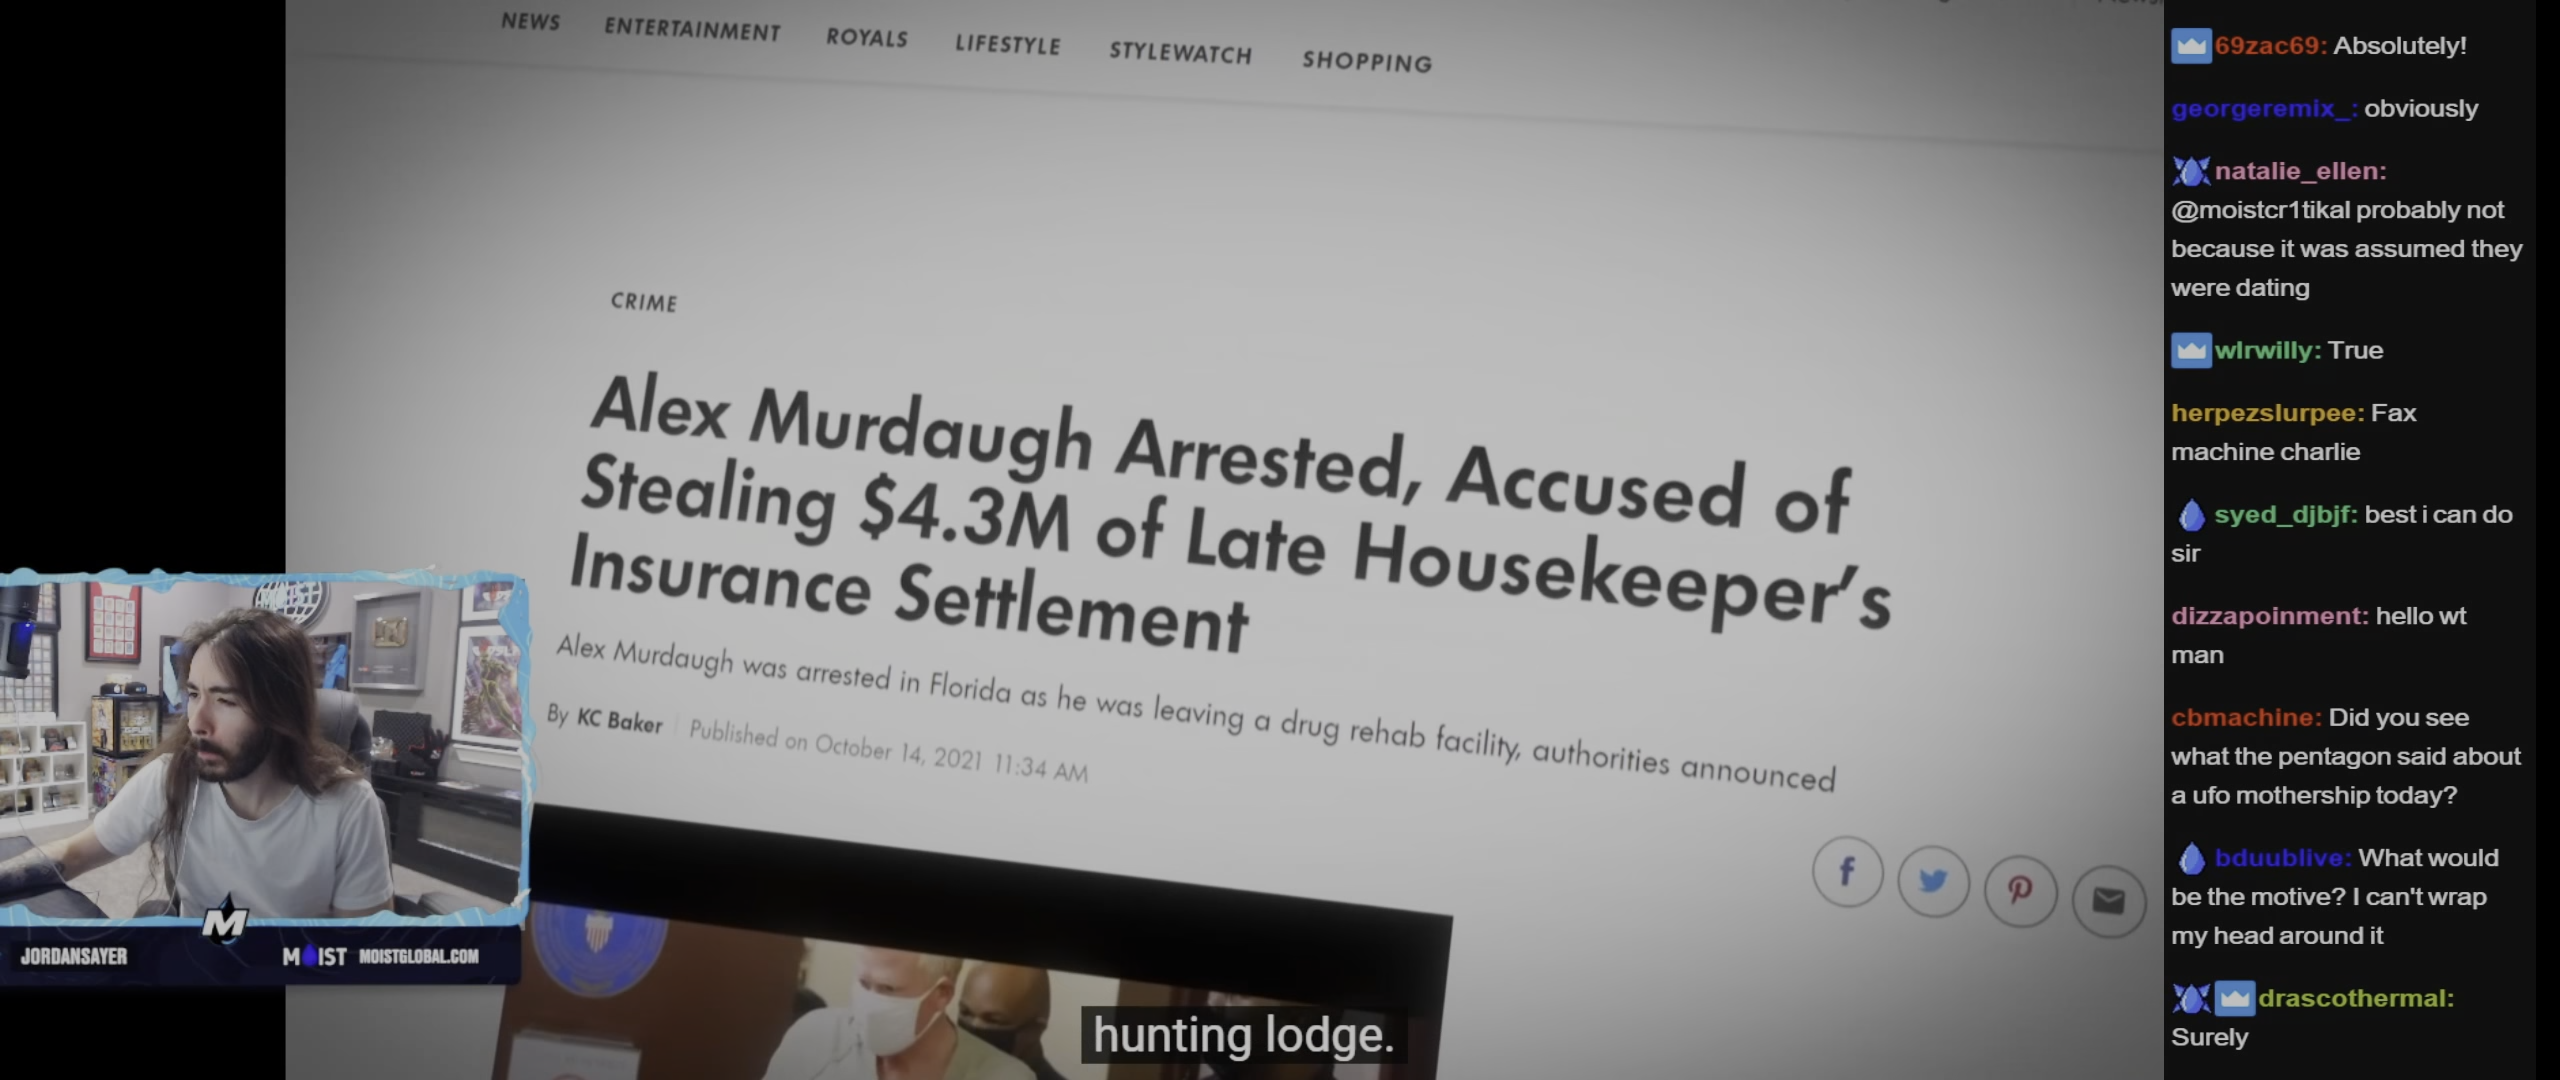 NEWS ENTERTAINMENT ROYALS LIFESTYLE STYLEWATCH SHOPPING
CRIME
Alex Murdaugh Arrested, Accused of
Stealing $4.3M of Late Housekeeper's
Insurance Settlement
Alex Murdaugh was arrested in Florida as he was leaving a drug rehab facility, authorities announced
By KC Baker Published on October 14, 2021 11:34 AM
hunting lodge.
M
JORDANSAYER MOIST MOISTGLOBAL.COM
69zac69: Absolutely!
georgeremix_: obviously
natalie_ellen:
@moistcr1tikal probably not
because it was assumed they
were dating
wlrwilly: True
herpezslurpee: Fax
machine charlie
syed_djbjf: best i can do
sir
dizzapoinment: hello wt
man
cbmachine: Did you see
what the pentagon said about
a ufo mothership today?
bduublive: What would
be the motive? I can't wrap
my head around it
drascothermal:
Surely